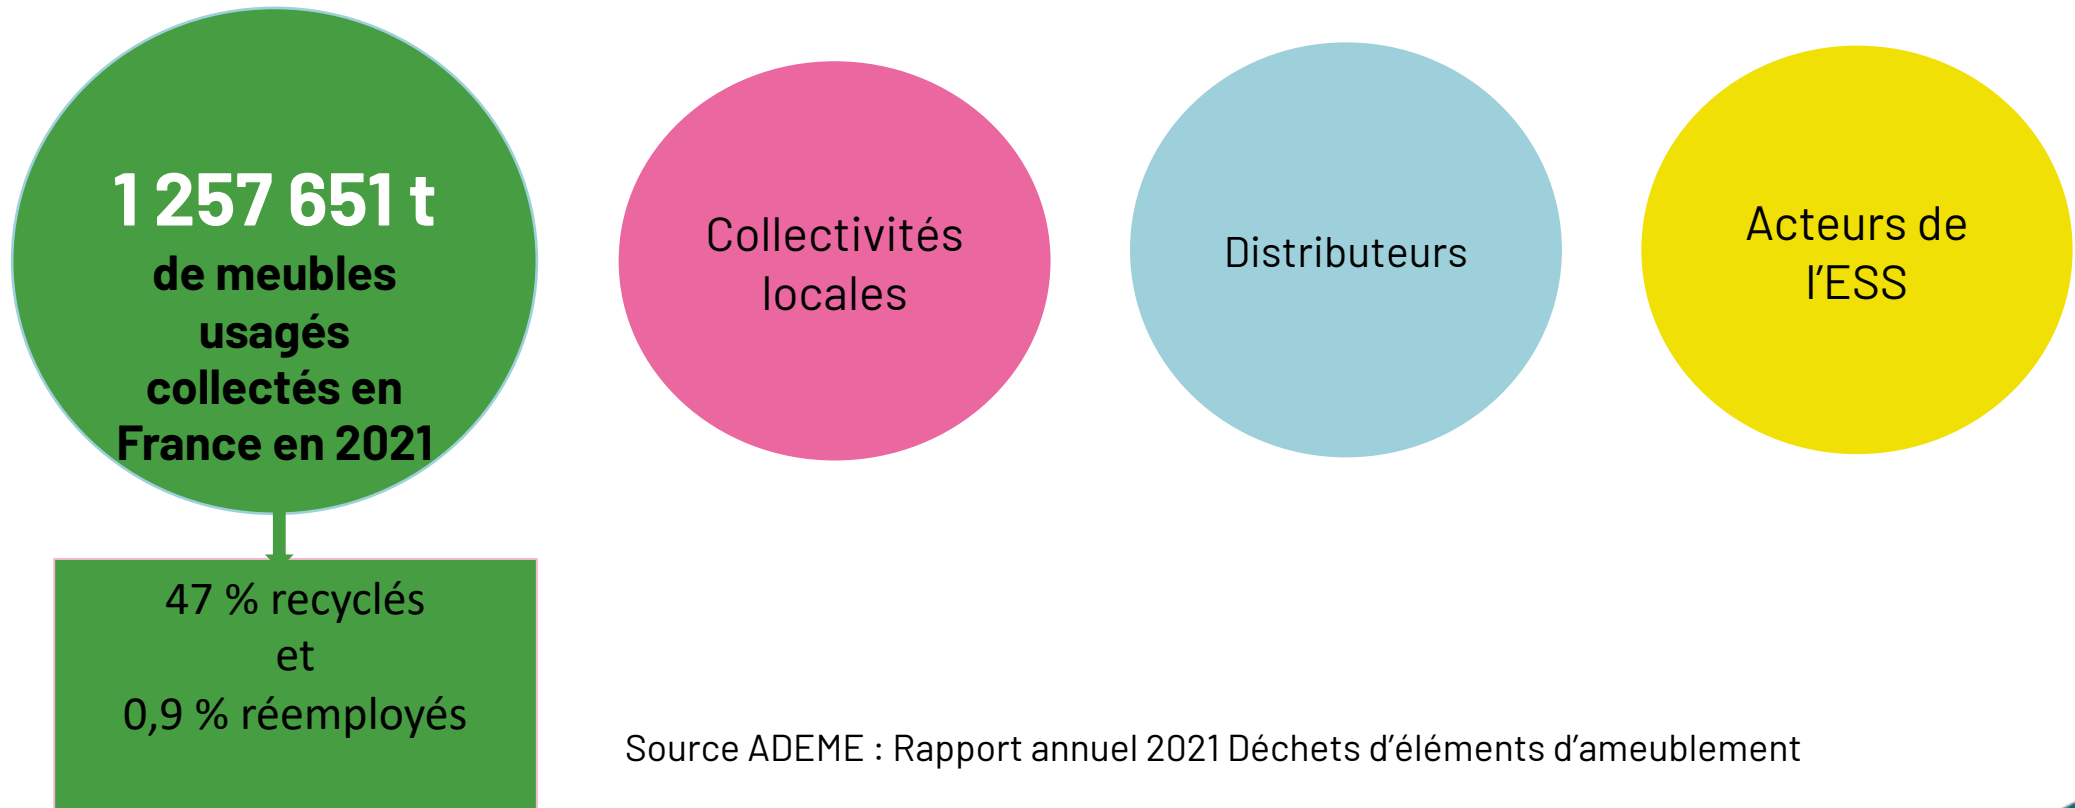 1 257 651 t
de meubles
usagés
collectés en
France en 2021
47 % recyclés
et
0,9 % réemployés
Collectivités
locales
Distributeurs
Acteurs de
l'ESS
Source ADEME : Rapport annuel 2021 Déchets d'éléments d'ameublement